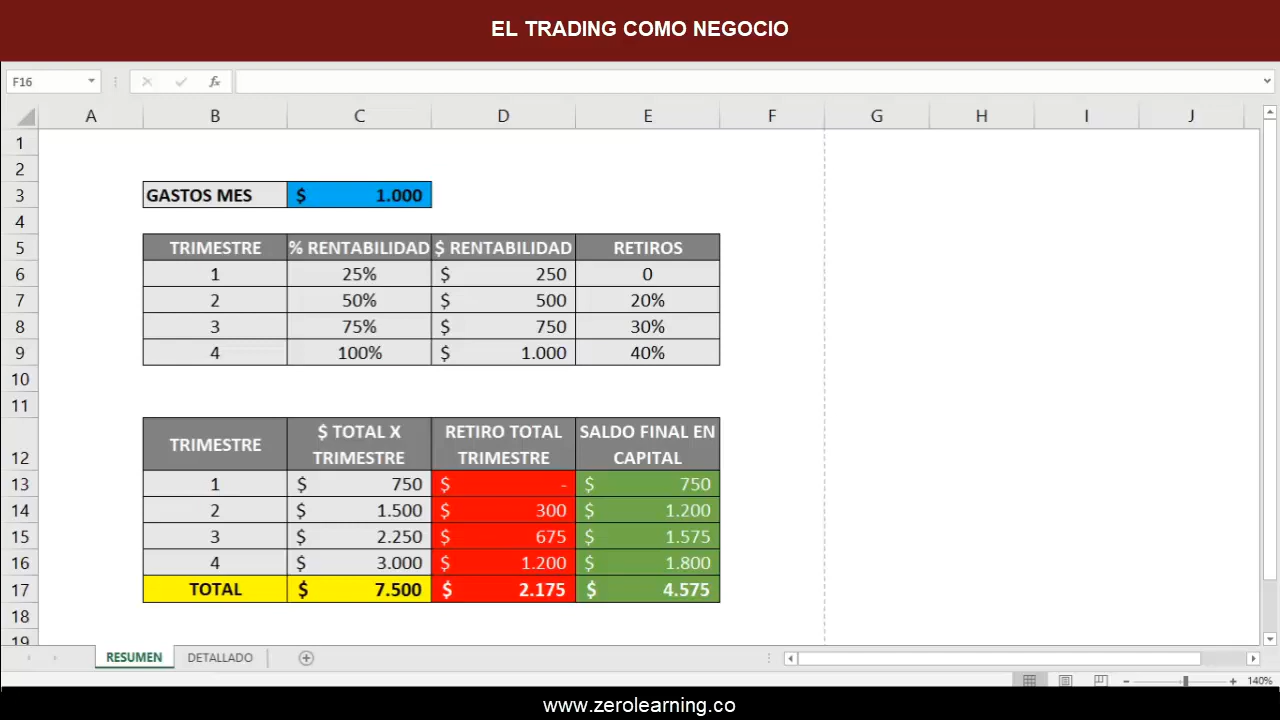 EL TRADING COMO NEGOCIO
F16 fx
A B C D E F G H I J
1
2
3 GASTOS MES $ 1.000
4
5 TRIMESTRE % RENTABILIDAD $ RENTABILIDAD RETIROS
6 1 25% $ 250 0
7 2 50% $ 500 20%
8 3 75% $ 750 30%
9 4 100% $ 1.000 40%
10
11
12 TRIMESTRE $ TOTAL X TRIMESTRE RETIRO TOTAL TRIMESTRE SALDO FINAL EN CAPITAL
13 1 $ 750 $ - $ 750
14 2 $ 1.500 $ 300 $ 1.200
15 3 $ 2.250 $ 675 $ 1.575
16 4 $ 3.000 $ 1.200 $ 1.800
17 TOTAL $ 7.500 $ 2.175 $ 4.575
18
19
RESUMEN DETALLADO
140%
www.zerolearning.co